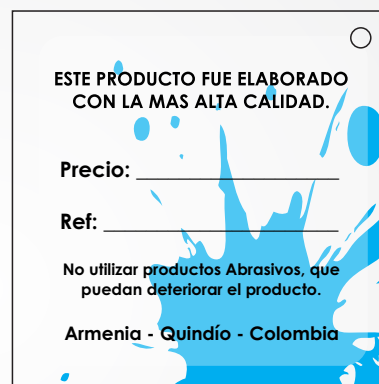 ESTE PRODUCTO FUE ELABORADO
CON LA MAS ALTA CALIDAD.
Precio:
Ref:
No utilizar productos Abrasivos, que
puedan deteriorar el producto.
Armenia - Quindío - Colombia